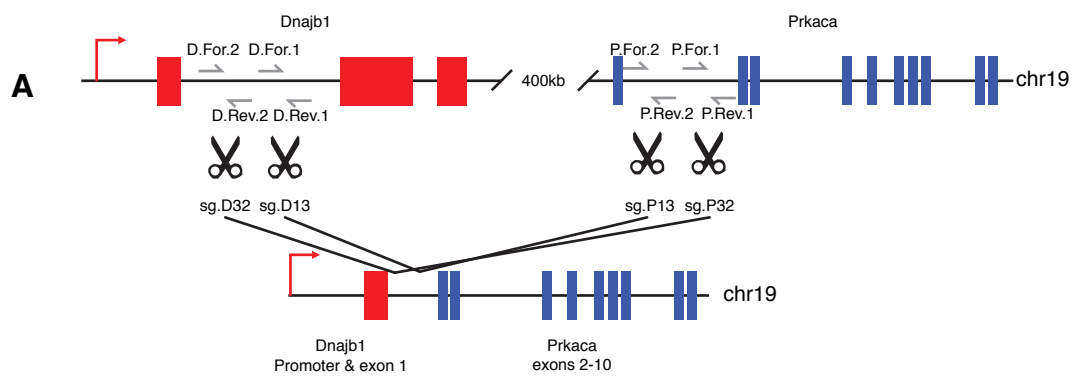 A
Dnajb1
Prkaca
D.For.2 D.For.1
P.For.2 P.For.1
400kb
chr19
D.Rev.2 D.Rev.1
P.Rev.2 P.Rev.1
sg.D32 sg.D13
sg.P13 sg.P32
chr19
Dnajb1
Promoter & exon 1
Prkaca
exons 2-10